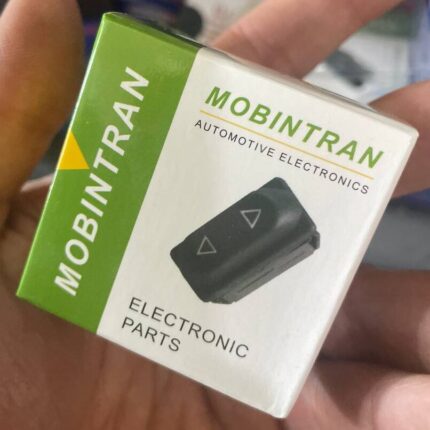 MOBINTRAN
MOBINTRAN
AUTOMOTIVE ELECTRONICS
ELECTRONIC
PARTS